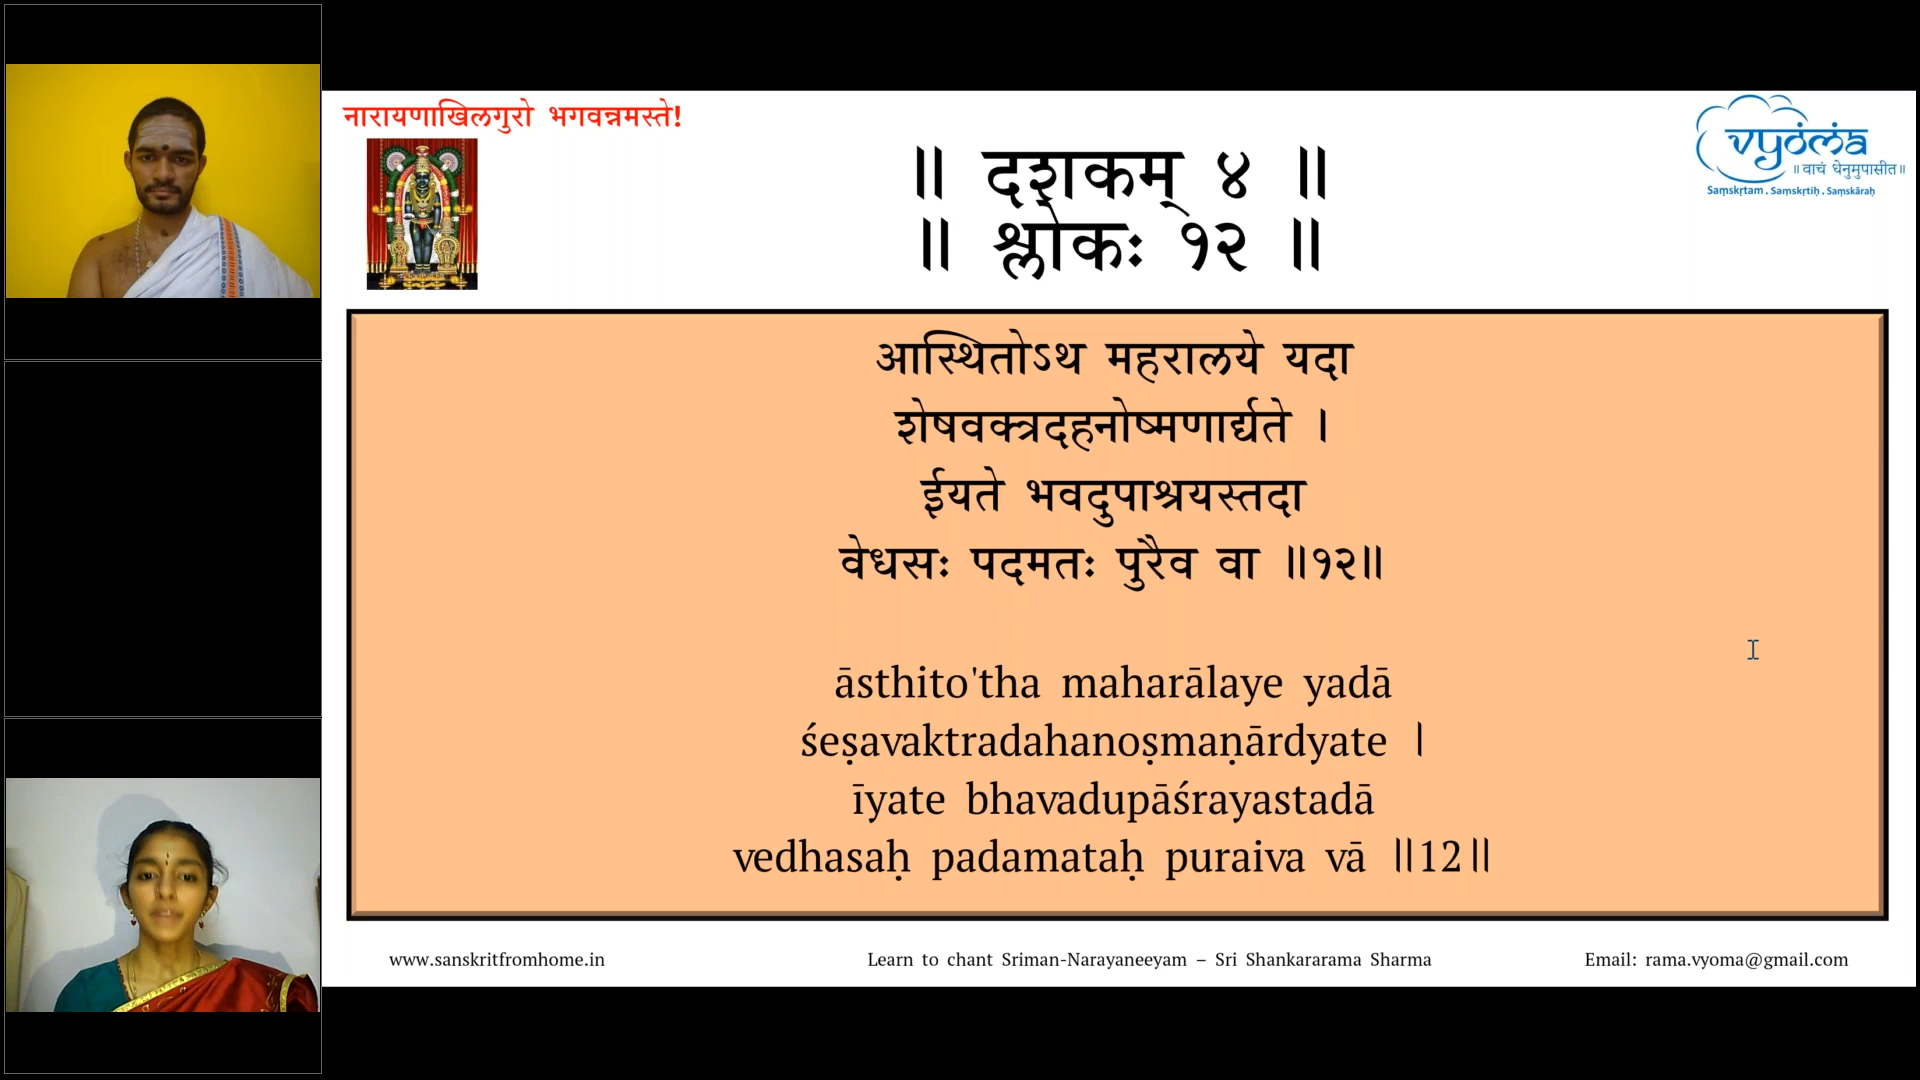 नारायणाखिलगुरो भगवन्नमस्ते!
vyoma
॥ वाचं धेनुमुपासीत॥
Saṃskṛtam . Saṃskṛtiḥ . Saṃskāraḥ
॥ दशकम् ४ ॥
॥ श्लोकः १२ ॥
आस्थितोऽथ महरालये यदा
शेषवक्त्रदहनोष्मणार्द्यते ।
ईयते भवदुपाश्रयस्तदा
वेधसः पदमतः पुरैव वा ॥१२॥
āsthito'tha maharālaye yadā
śeṣavaktradahanoṣmaṇārdyate ।
īyate bhavadupāśrayastadā
vedhasaḥ padamataḥ puraiva vā ॥12॥
www.sanskritfromhome.in
Learn to chant Sriman-Narayaneeyam – Sri Shankararama Sharma
Email: rama.vyoma@gmail.com